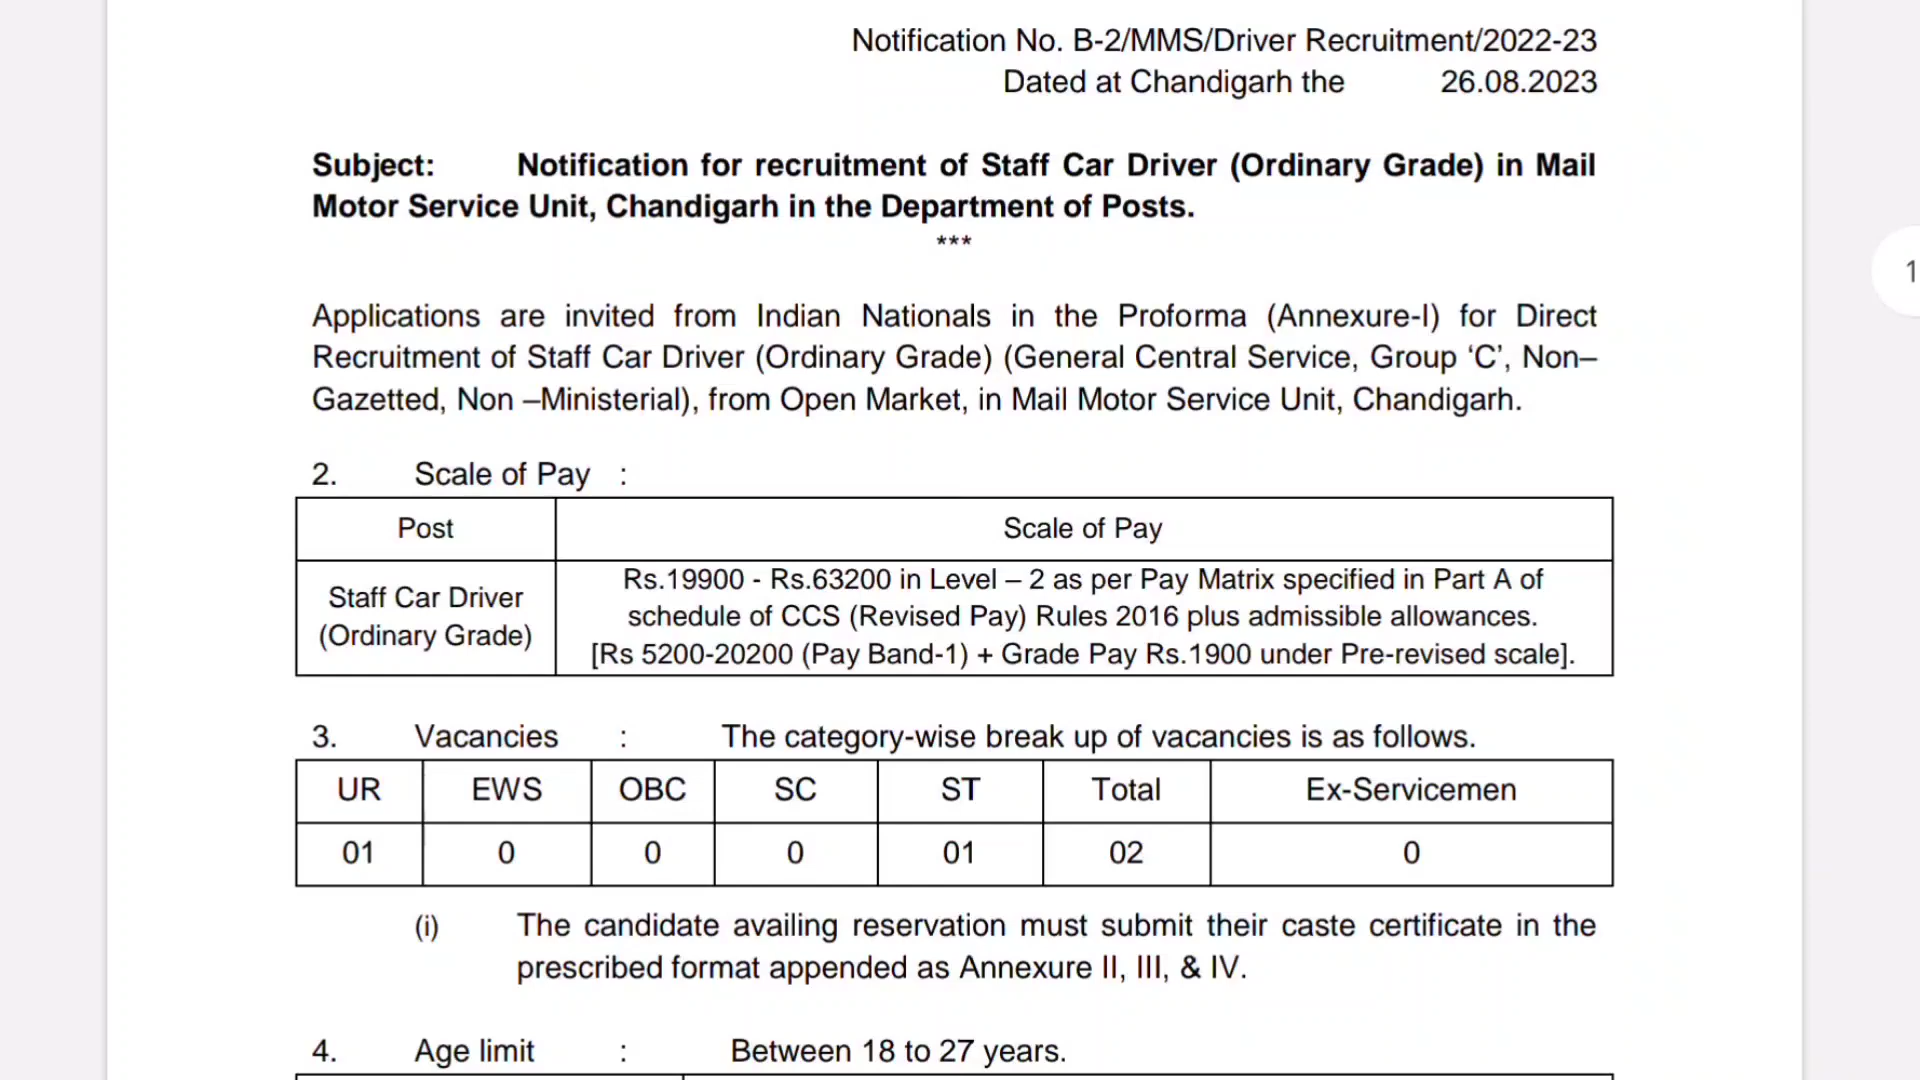 Notification No. B-2/MMS/Driver Recruitment/2022-23
Dated at Chandigarh the 26.08.2023
Subject: Notification for recruitment of Staff Car Driver (Ordinary Grade) in Mail
Motor Service Unit, Chandigarh in the Department of Posts.
***
Applications are invited from Indian Nationals in the Proforma (Annexure-I) for Direct
Recruitment of Staff Car Driver (Ordinary Grade) (General Central Service, Group ‘C’, Non–
Gazetted, Non –Ministerial), from Open Market, in Mail Motor Service Unit, Chandigarh.
2. Scale of Pay :
Post Scale of Pay
Staff Car Driver
(Ordinary Grade)
Rs.19900 - Rs.63200 in Level – 2 as per Pay Matrix specified in Part A of
schedule of CCS (Revised Pay) Rules 2016 plus admissible allowances.
[Rs 5200-20200 (Pay Band-1) + Grade Pay Rs.1900 under Pre-revised scale].
3. Vacancies : The category-wise break up of vacancies is as follows.
UR EWS OBC SC ST Total Ex-Servicemen
01 0 0 0 01 02 0
(i) The candidate availing reservation must submit their caste certificate in the
prescribed format appended as Annexure II, III, & IV.
4. Age limit : Between 18 to 27 years.
1